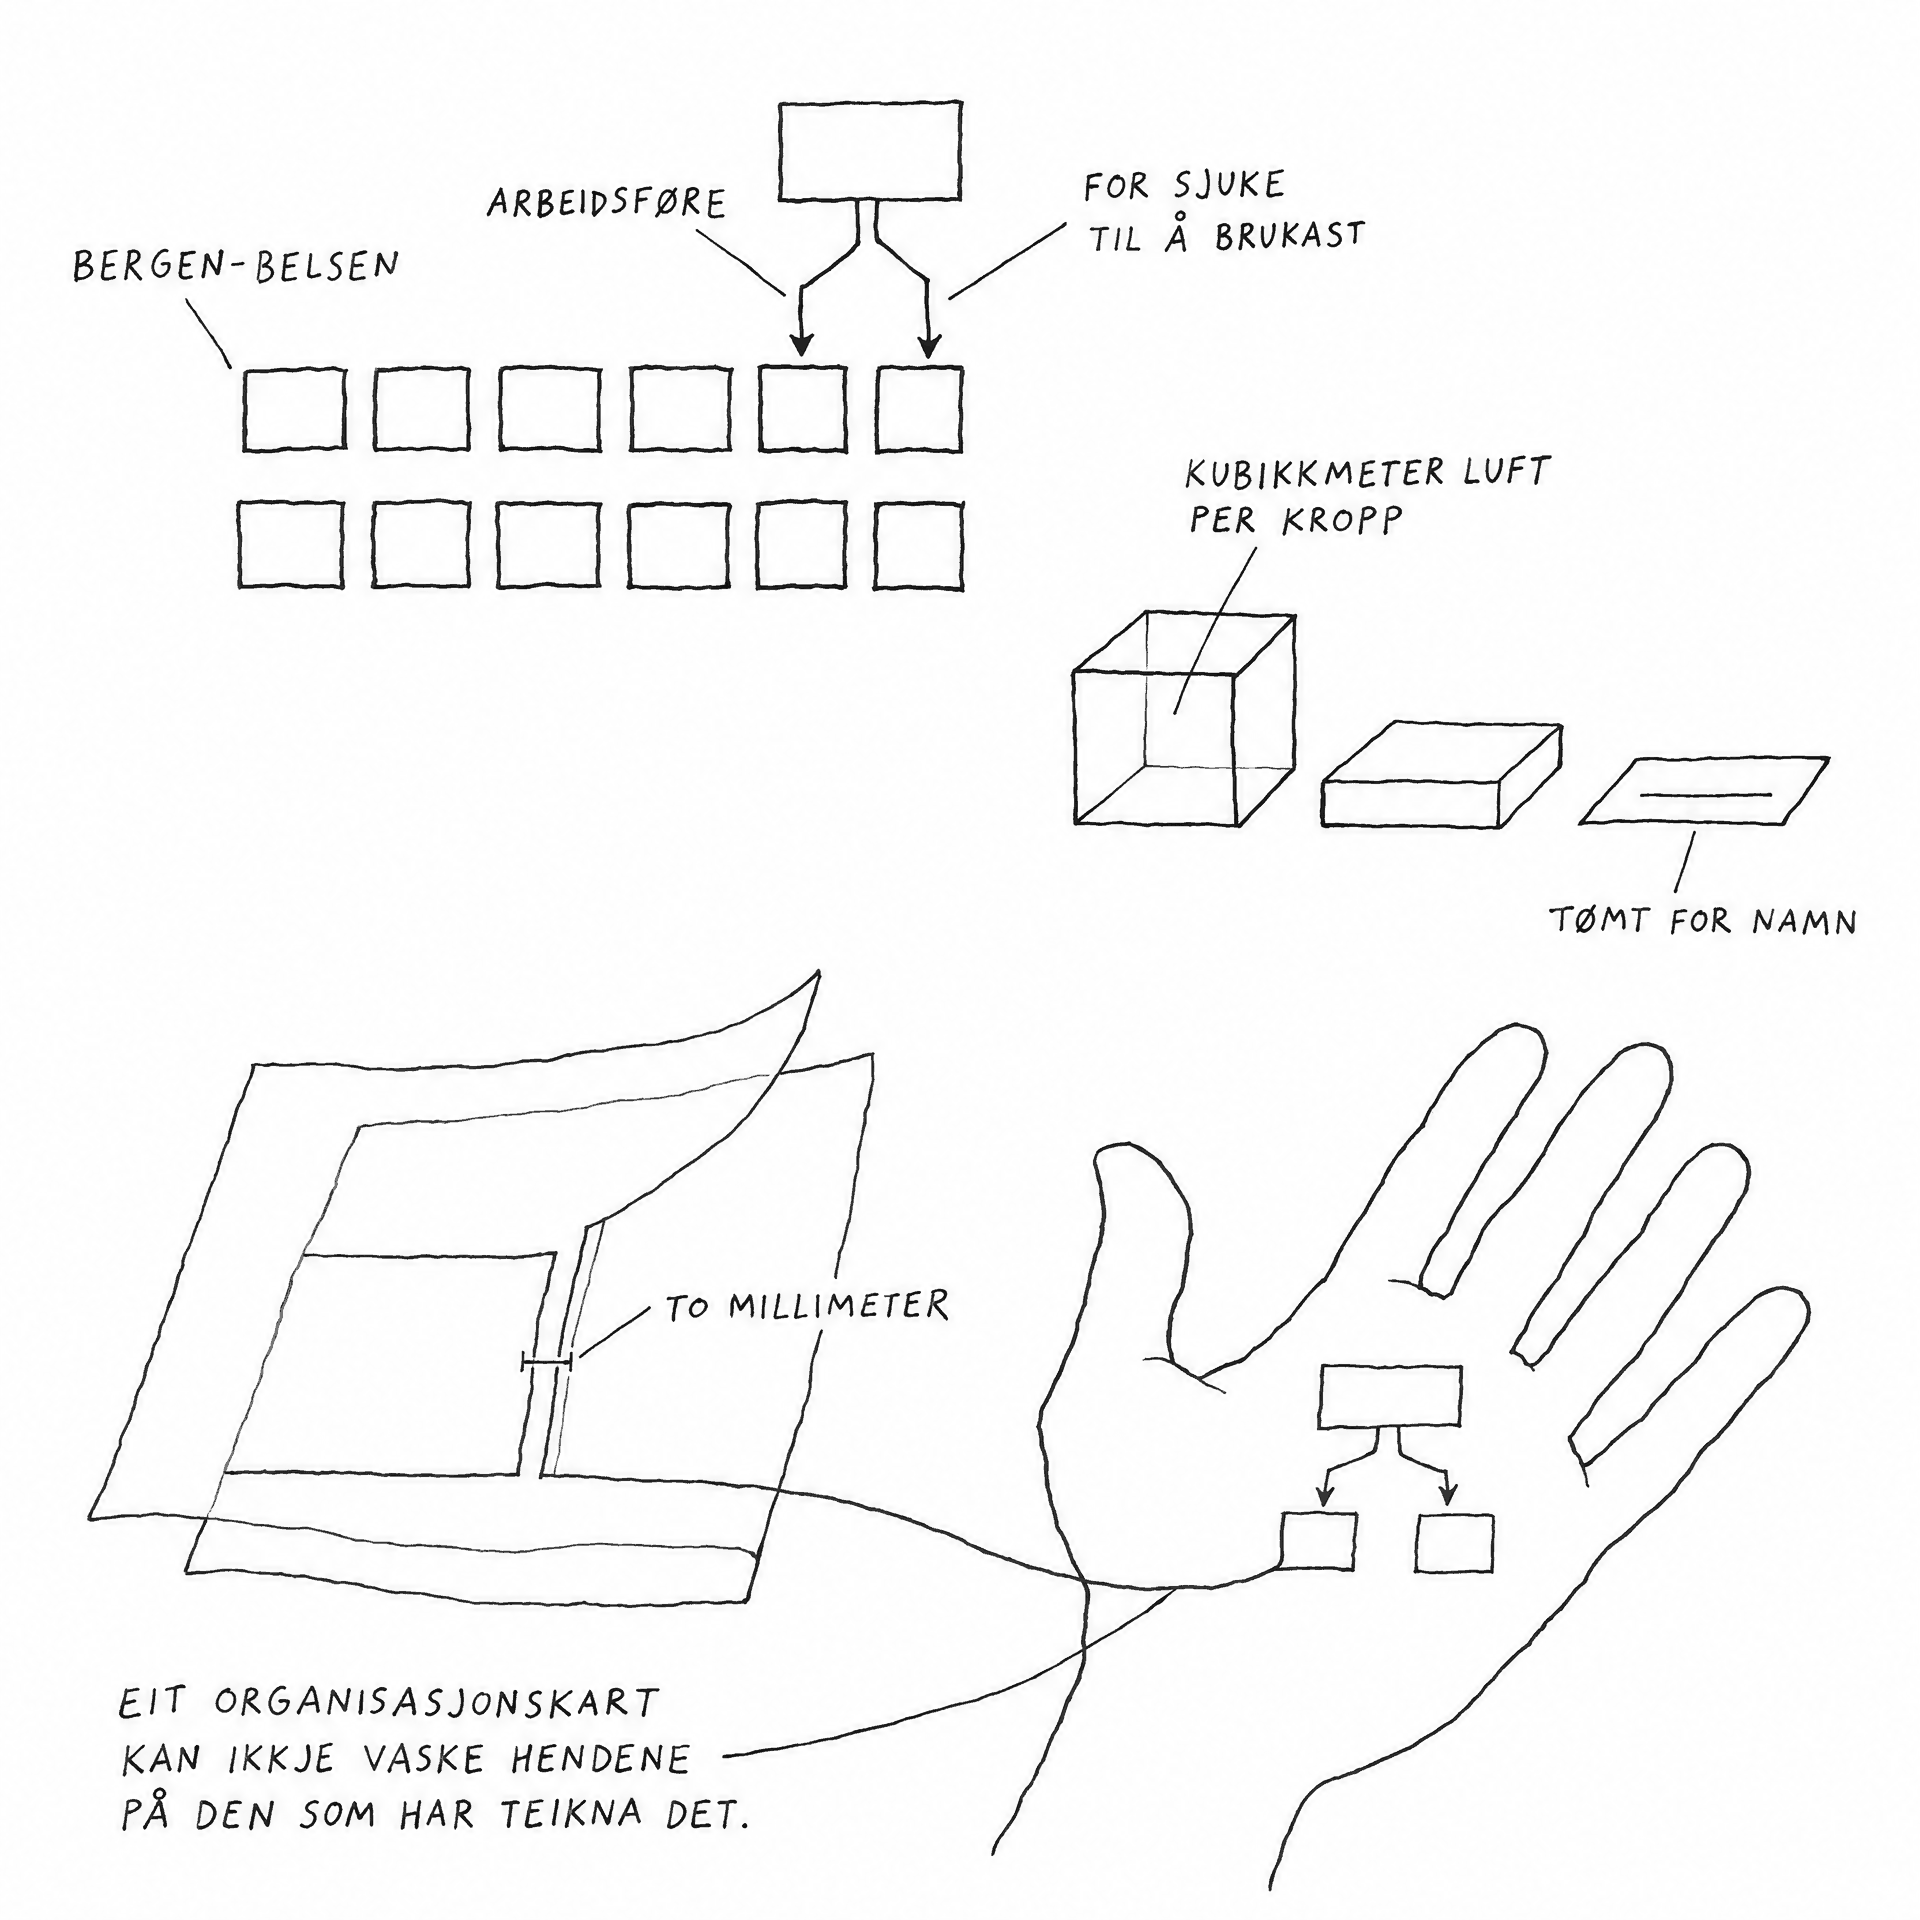 ARBEIDSFØRE
FOR SJUKE
TIL Å BRUKAST
BERGEN-BELSEN
KUBIKKMETER LUFT
PER KROPP
TØMT FOR NAMN
TO MILLIMETER
EIT ORGANISASJONSKART
KAN IKKJE VASKE HENDENE
PÅ DEN SOM HAR TEIKNA DET.